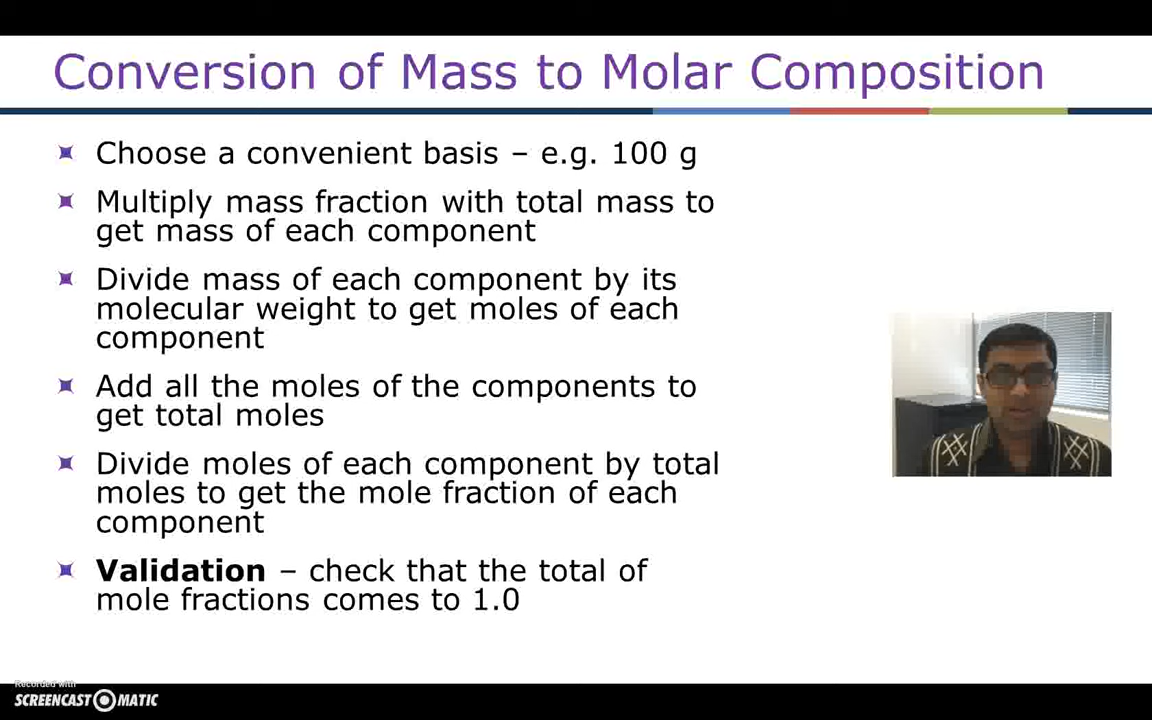 Conversion of Mass to Molar Composition
Choose a convenient basis – e.g. 100 g
Multiply mass fraction with total mass to
get mass of each component
Divide mass of each component by its
molecular weight to get moles of each
component
Add all the moles of the components to
get total moles
Divide moles of each component by total
moles to get the mole fraction of each
component
Validation – check that the total of
mole fractions comes to 1.0
Recorded with
SCREENCAST MATIC